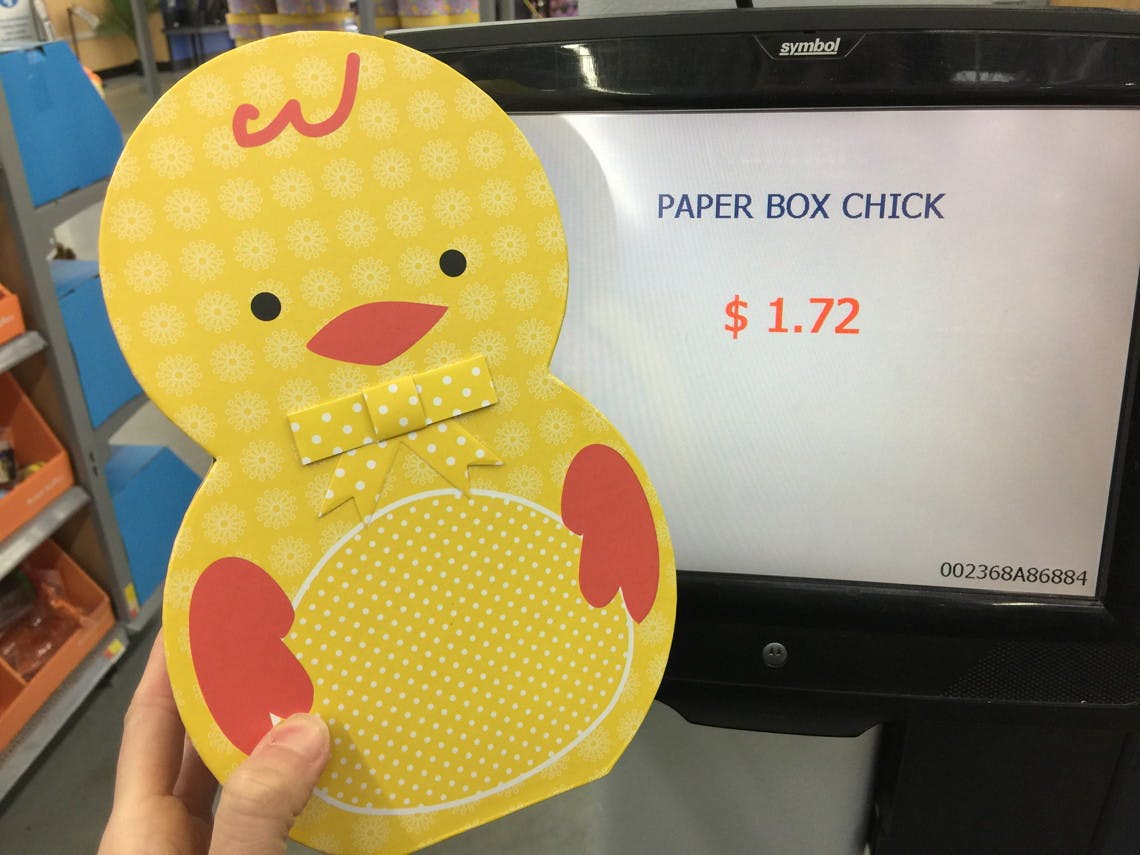 symbol
PAPER BOX CHICK
$ 1.72
002368A86884